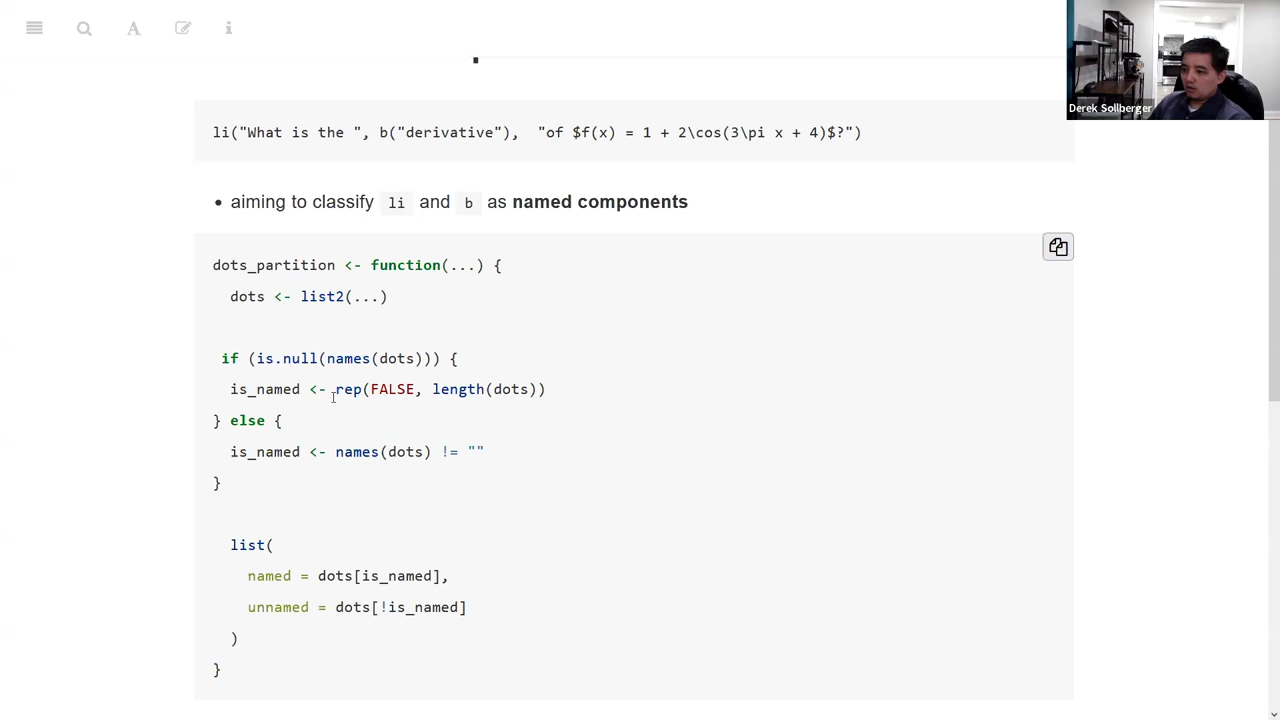 Derek Sollberger
li("What is the ", b("derivative"),  "of $f(x) = 1 + 2\cos(3\pi x + 4)$?")
• aiming to classify li and b as named components
dots_partition <- function(...) {
  dots <- list2(...)
 if (is.null(names(dots))) {
  is_named <- rep(FALSE, length(dots))
} else {
  is_named <- names(dots) != ""
}
  list(
    named = dots[is_named],
    unnamed = dots[!is_named]
  )
}